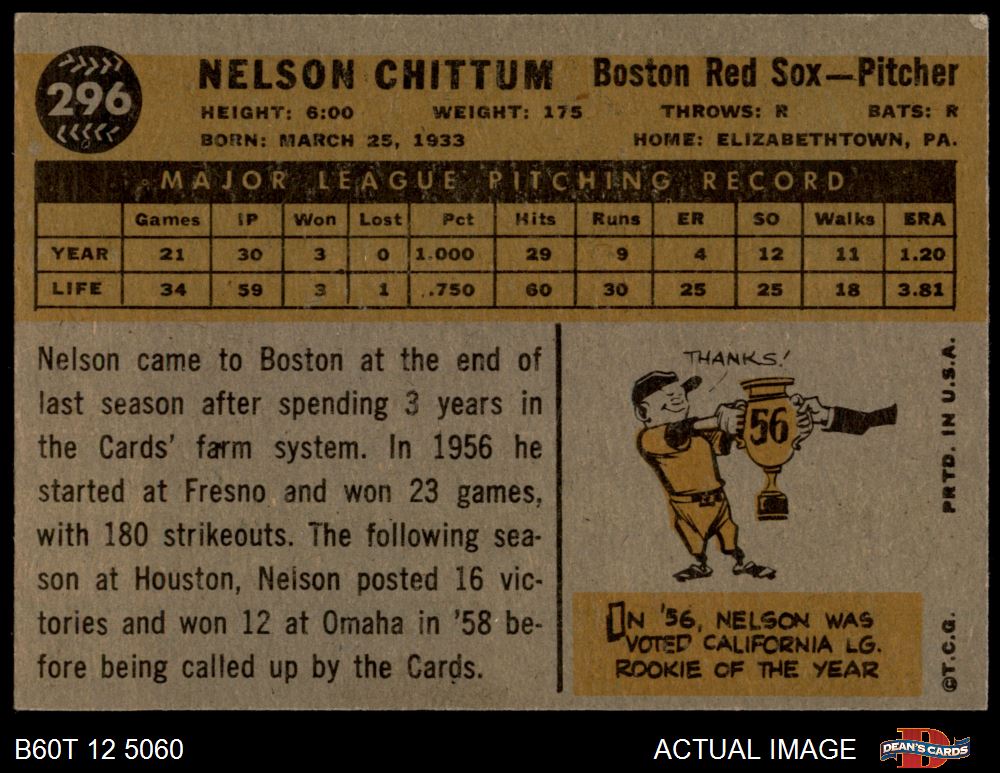 296
NELSON CHITTUM Boston Red Sox—Pitcher
HEIGHT: 6:00 WEIGHT: 175 THROWS: R BATS: R
BORN: MARCH 25, 1933 HOME: ELIZABETHTOWN, PA.
MAJOR LEAGUE PITCHING RECORD
Games IP Won Lost Pct Hits Runs ER SO Walks ERA
YEAR 21 30 3 0 1.000 29 9 4 12 11 1.20
LIFE 34 59 3 1 .750 60 30 25 25 18 3.81
Nelson came to Boston at the end of
last season after spending 3 years in
the Cards' farm system. In 1956 he
started at Fresno and won 23 games,
with 180 strikeouts. The following sea-
son at Houston, Nelson posted 16 vic-
tories and won 12 at Omaha in '58 be-
fore being called up by the Cards.
THANKS!
56
IN '56, NELSON WAS
VOTED CALIFORNIA LG.
ROOKIE OF THE YEAR
PRTD. IN U.S.A.
©T.C.G.
B60T 12 5060
ACTUAL IMAGE
DEAN'S CARDS